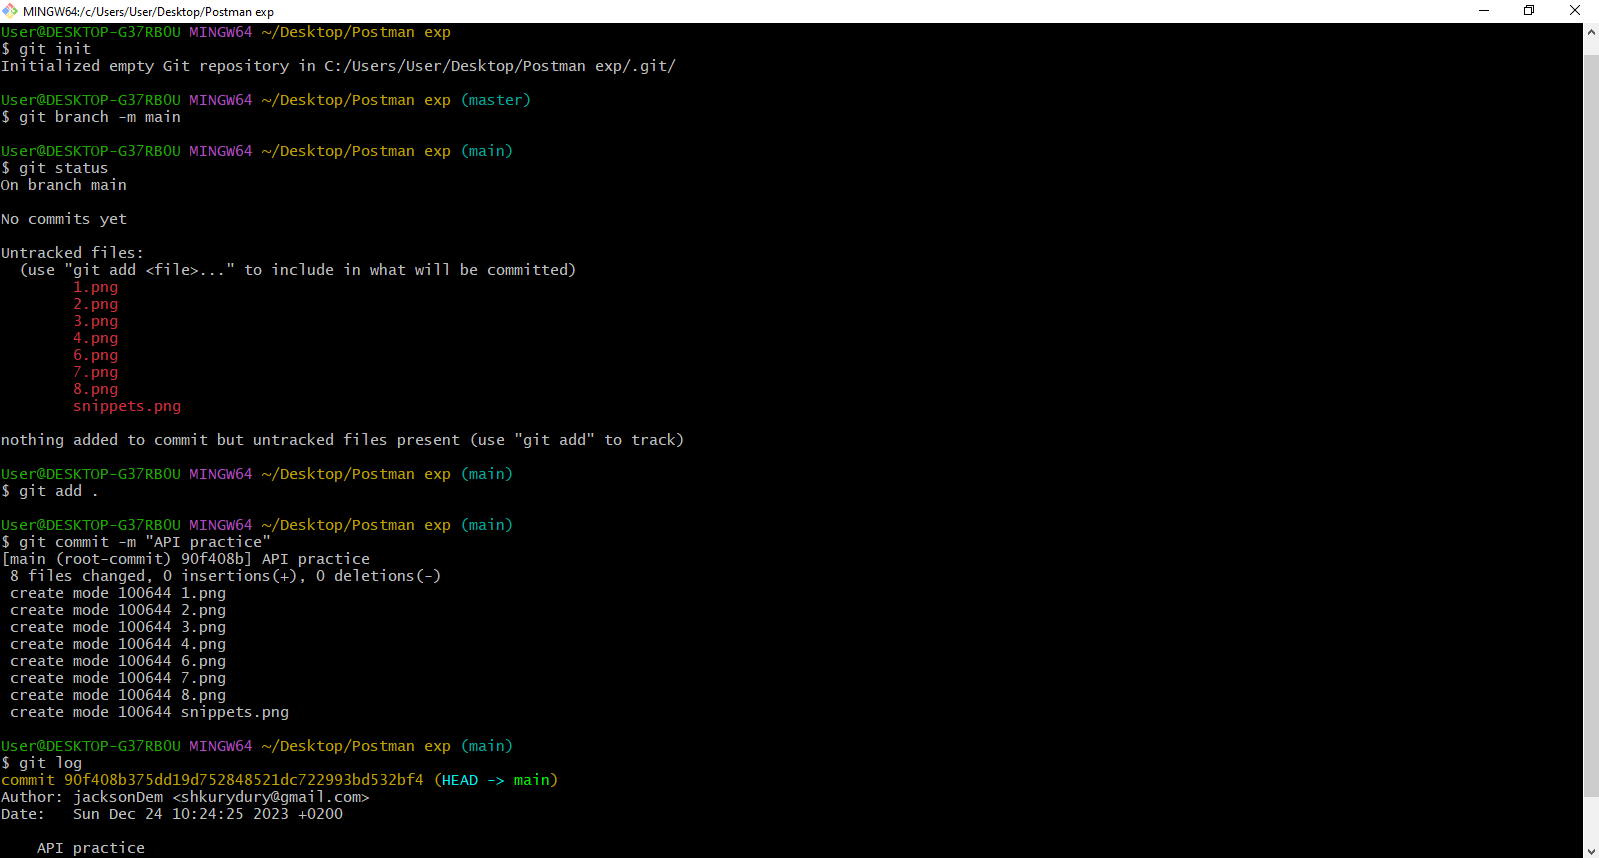 MINGW64:/c/Users/User/Desktop/Postman exp
User@DESKTOP-G37RBOU MINGW64 ~/Desktop/Postman exp
$ git init
Initialized empty Git repository in C:/Users/User/Desktop/Postman exp/.git/
User@DESKTOP-G37RBOU MINGW64 ~/Desktop/Postman exp (master)
$ git branch -m main
User@DESKTOP-G37RBOU MINGW64 ~/Desktop/Postman exp (main)
$ git status
On branch main
No commits yet
Untracked files:
  (use "git add <file>..." to include in what will be committed)
        1.png
        2.png
        3.png
        4.png
        6.png
        7.png
        8.png
        snippets.png
nothing added to commit but untracked files present (use "git add" to track)
User@DESKTOP-G37RBOU MINGW64 ~/Desktop/Postman exp (main)
$ git add .
User@DESKTOP-G37RBOU MINGW64 ~/Desktop/Postman exp (main)
$ git commit -m "API practice"
[main (root-commit) 90f408b] API practice
 8 files changed, 0 insertions(+), 0 deletions(-)
 create mode 100644 1.png
 create mode 100644 2.png
 create mode 100644 3.png
 create mode 100644 4.png
 create mode 100644 6.png
 create mode 100644 7.png
 create mode 100644 8.png
 create mode 100644 snippets.png
User@DESKTOP-G37RBOU MINGW64 ~/Desktop/Postman exp (main)
$ git log
commit 90f408b375dd19d752848521dc722993bd532bf4 (HEAD -> main)
Author: jacksonDem <shkurydury@gmail.com>
Date:   Sun Dec 24 10:24:25 2023 +0200
    API practice